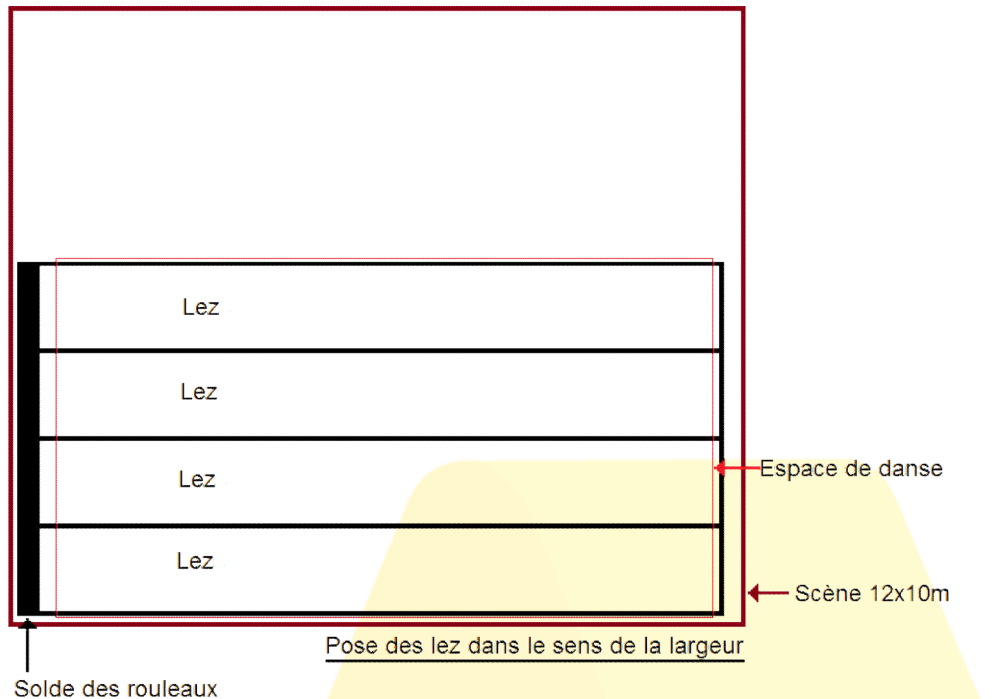 Lez
Lez
Lez
Espace de danse
Lez
Scène 12x10m
Pose des lez dans le sens de la largeur
Solde des rouleaux